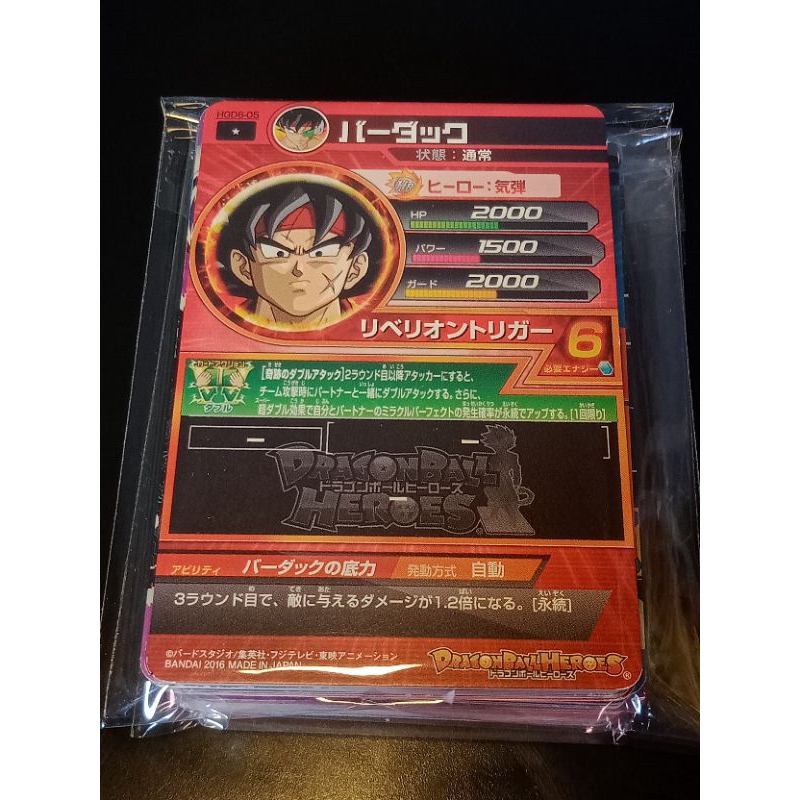 HGD8-05
★
バーダック
状態：通常
ヒーロー：気弾
HP 2000
パワー 1500
ガード 2000
リベリオントリガー 6
必要エナジー
カードアクション
ダブル
[奇跡のダブルアタック]2ラウンド目以降アタッカーにすると、
チーム攻撃時にパートナーと一緒にダブルアタックする。さらに、
超ダブル効果で自分とパートナーのミラクルパーフェクトの発生確率が永続でアップする。[1回限り]
DRAGONBALL
ドラゴンボールヒーローズ
HEROES
アビリティ バーダックの底力 発動方式 自動
3ラウンド目で、敵に与えるダメージが1.2倍になる。[永続]
©バードスタジオ/集英社・フジテレビ・東映アニメーション
BANDAI 2016 MADE IN JAPAN
DRAGONBALLHEROES
ドラゴンボールヒーローズ
®